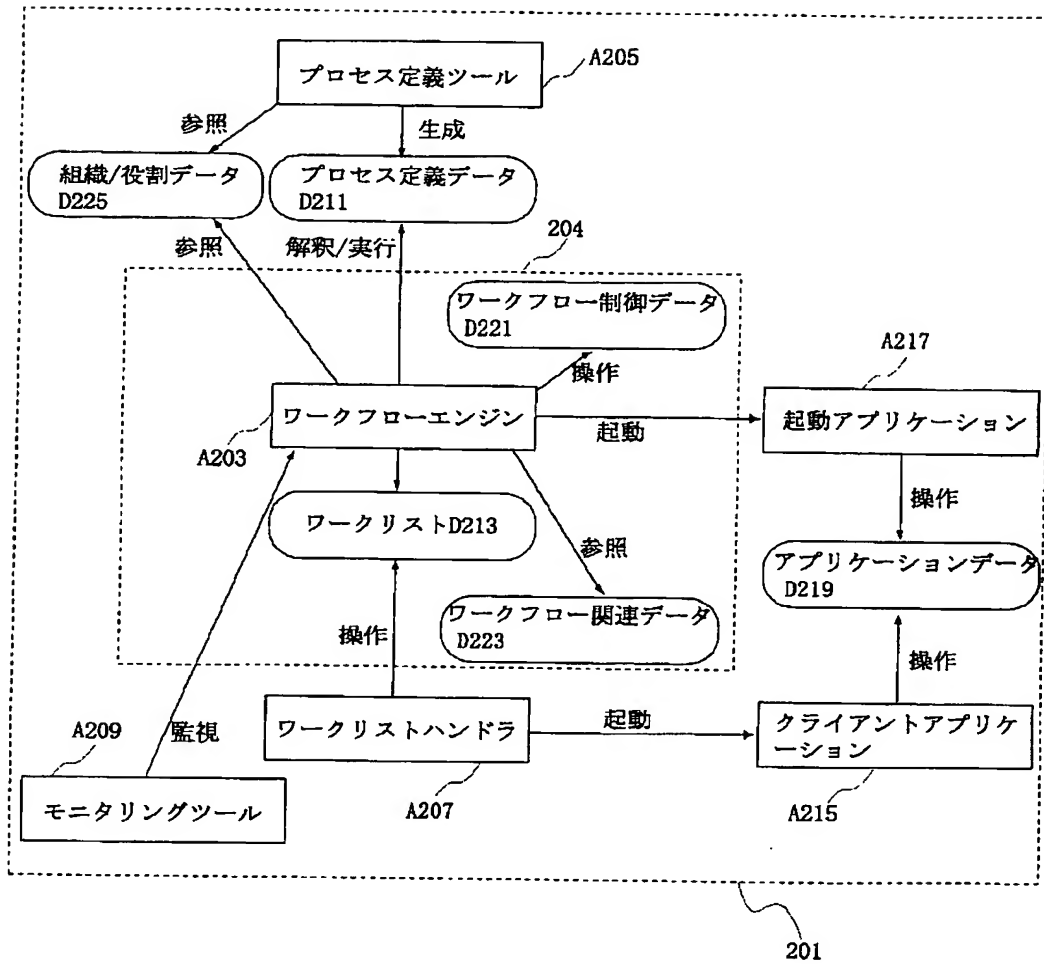 A205
プロセス定義ツール
参照
生成
組織/役割データ
D225
プロセス定義データ
D211
参照
解釈/実行
204
ワークフロー制御データ
D221
A217
操作
ワークフローエンジン
起動
起動アプリケーション
A203
操作
ワークリストD213
参照
アプリケーションデータ
D219
ワークフロー関連データ
D223
操作
操作
A209
監視
ワークリストハンドラ
起動
クライアントアプリケ
ーション
モニタリングツール
A207
A215
201